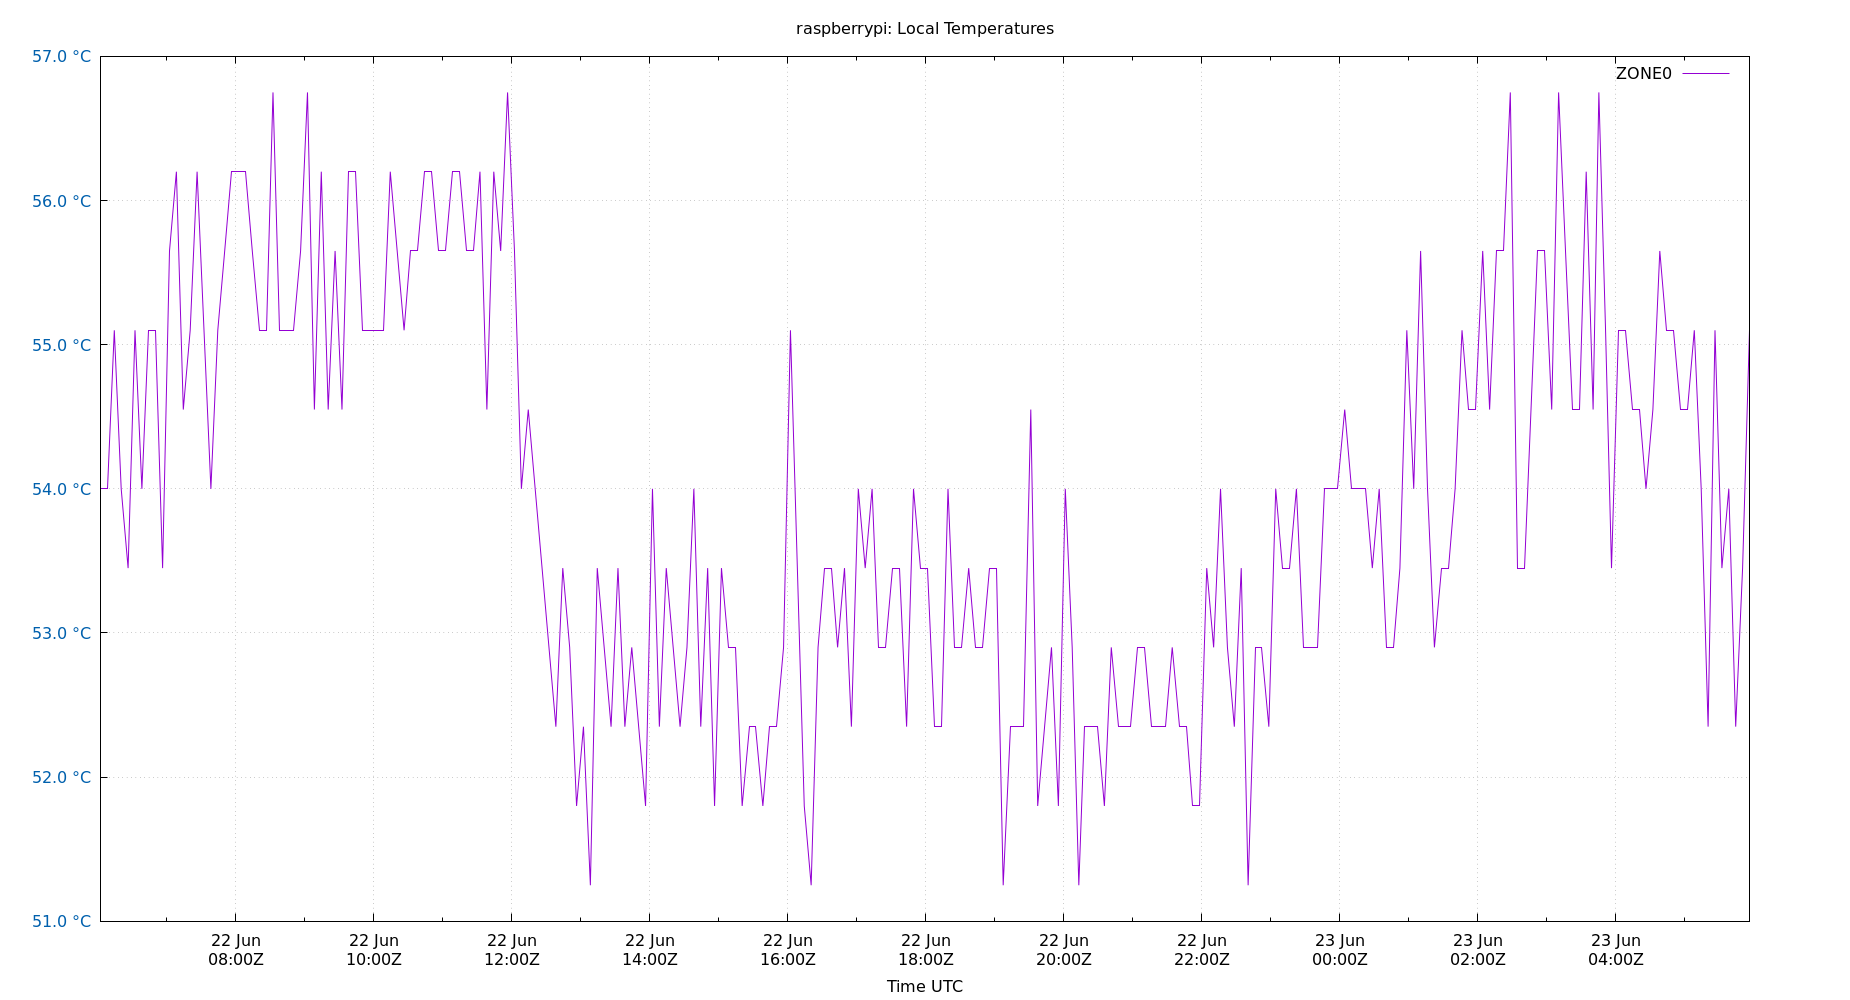 raspberrypi: Local Temperatures
57.0 °C
ZONE0
56.0 °C
55.0 °C
54.0 °C
53.0 °C
52.0 °C
51.0 °C
22 Jun 22 Jun 22 Jun 22 Jun 22 Jun 22 Jun 22 Jun 22 Jun 23 Jun 23 Jun 23 Jun
08:00Z 10:00Z 12:00Z 14:00Z 16:00Z 18:00Z 20:00Z 22:00Z 00:00Z 02:00Z 04:00Z
Time UTC